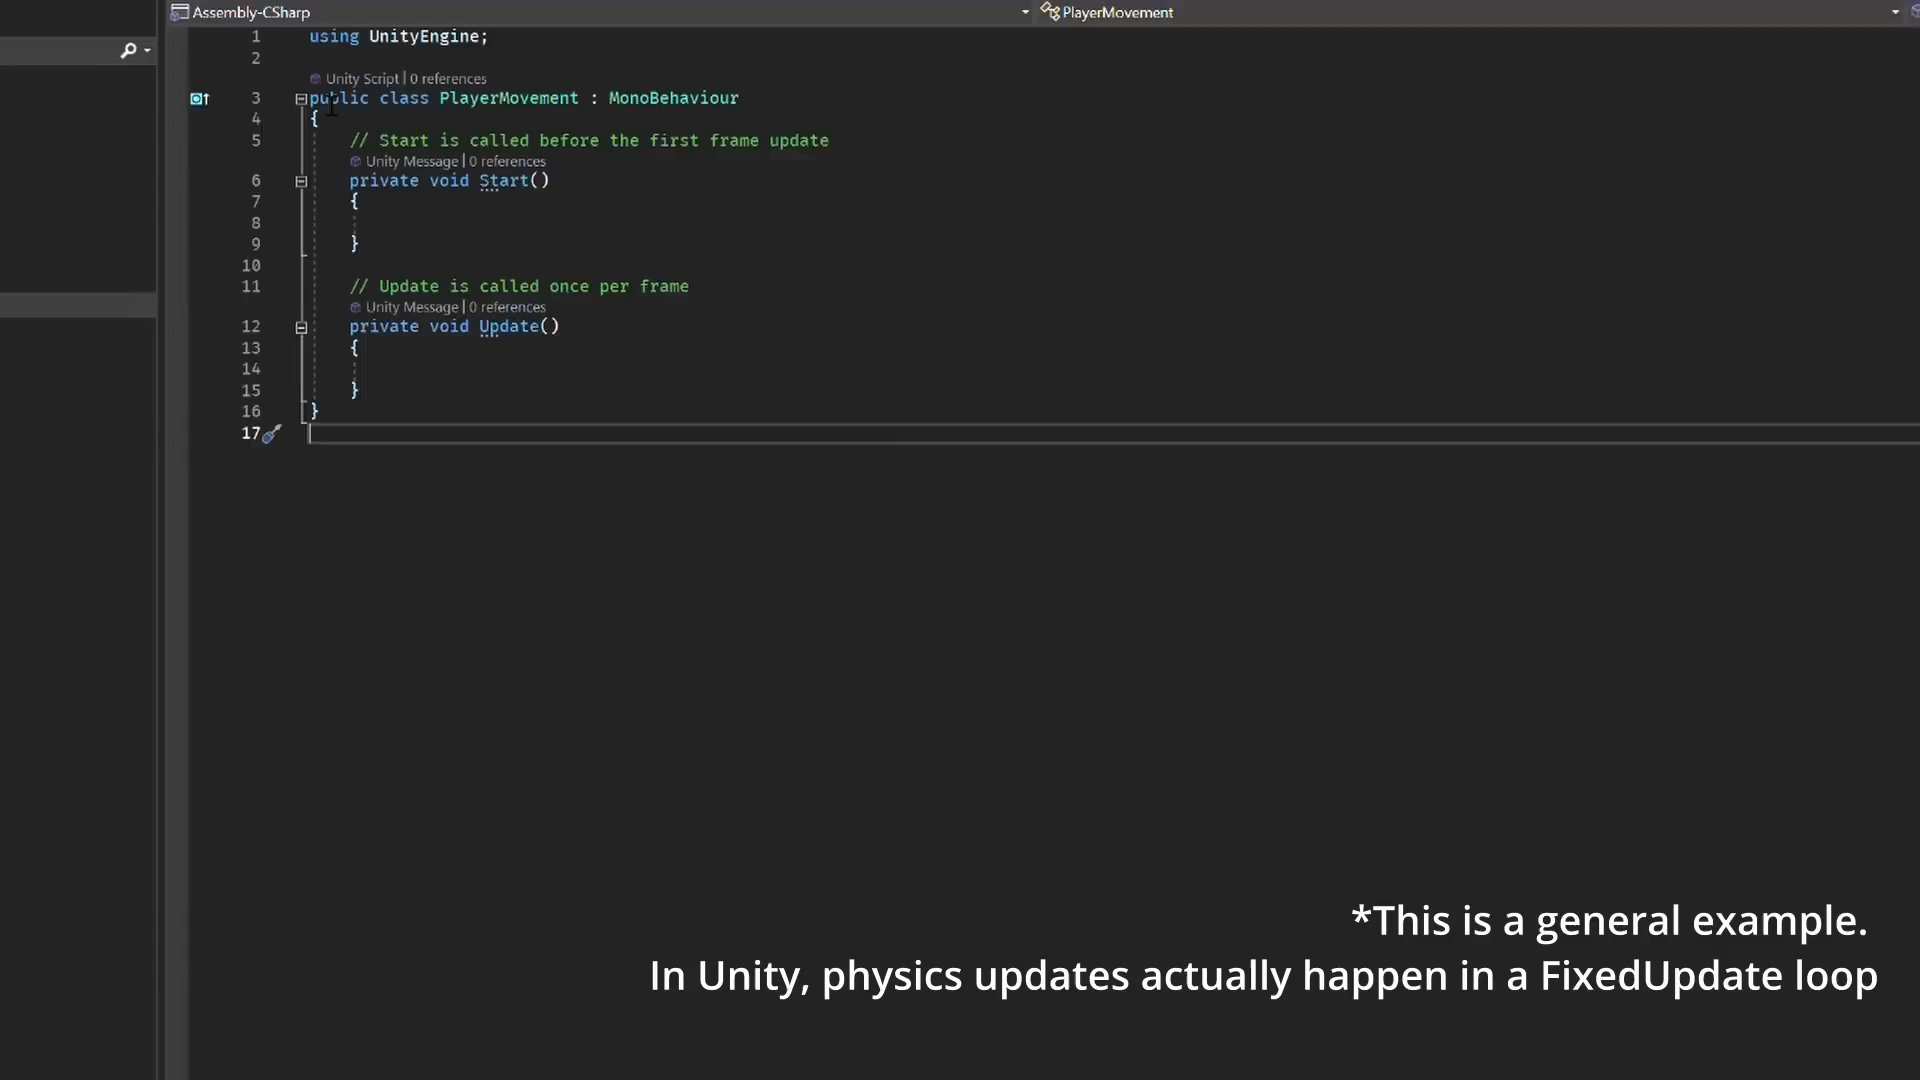 Assembly-CSharp
PlayerMovement
1 using UnityEngine;
2
Unity Script | 0 references
3 public class PlayerMovement : MonoBehaviour
4 {
5 // Start is called before the first frame update
Unity Message | 0 references
6 private void Start()
7 {
8
9 }
10
11 // Update is called once per frame
Unity Message | 0 references
12 private void Update()
13 {
14
15 }
16 }
17
*This is a general example.
In Unity, physics updates actually happen in a FixedUpdate loop